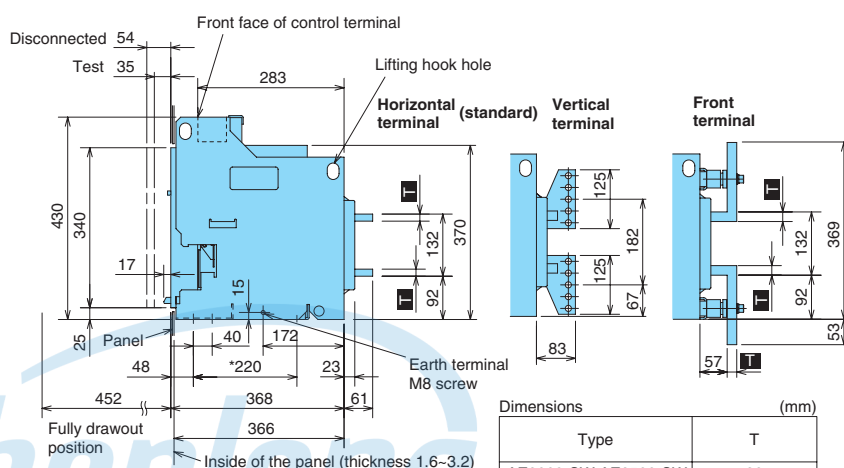 Front face of control terminal
Disconnected 54
Test 35
283
Lifting hook hole
Horizontal terminal (standard)
Vertical terminal
Front terminal
T
T
T
T
T
430
340
17
25
15
132
370
92
125
182
125
67
83
369
132
92
53
57
Panel
40
172
48
*220
23
Earth terminal
M8 screw
452
368
61
Fully drawout
position
366
Inside of the panel (thickness 1.6~3.2)
Dimensions (mm)
Type T